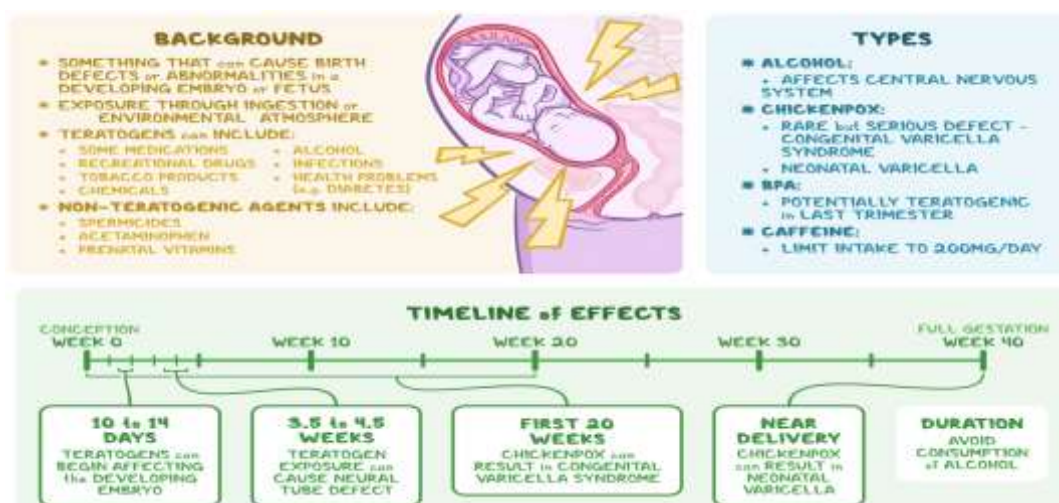 BACKGROUND
* SOMETHING THAT can CAUSE BIRTH
DEFECTS or ABNORMALITIES in a
DEVELOPING EMBRYO or FETUS
* EXPOSURE THROUGH INGESTION or
ENVIRONMENTAL ATMOSPHERE
* TERATOGENS can INCLUDE:
+ SOME MEDICATIONS
+ RECREATIONAL DRUGS
+ TOBACCO PRODUCTS
+ CHEMICALS
+ ALCOHOL
+ INFECTIONS
+ HEALTH PROBLEMS
(e.g. DIABETES)
* NON-TERATOGENIC AGENTS INCLUDE:
+ SPERMICIDES
+ ACETAMINOPHEN
+ PRENATAL VITAMINS
TYPES
* ALCOHOL:
+ AFFECTS CENTRAL NERVOUS
SYSTEM
* CHICKENPOX:
+ RARE but SERIOUS DEFECT -
CONGENITAL VARICELLA
SYNDROME
+ NEONATAL VARICELLA
* BPA:
+ POTENTIALLY TERATOGENIC
in LAST TRIMESTER
* CAFFEINE:
+ LIMIT INTAKE TO 200MG/DAY
TIMELINE of EFFECTS
CONCEPTION
WEEK 0
WEEK 10
WEEK 20
WEEK 30
FULL GESTATION
WEEK 40
10 to 14
DAYS
TERATOGENS can
BEGIN AFFECTING
the DEVELOPING
EMBRYO
3.5 to 4.5
WEEKS
TERATOGEN
EXPOSURE can
CAUSE NEURAL
TUBE DEFECT
FIRST 20
WEEKS
CHICKENPOX can
RESULT in CONGENITAL
VARICELLA SYNDROME
NEAR
DELIVERY
CHICKENPOX
can RESULT in
NEONATAL
VARICELLA
DURATION
AVOID
CONSUMPTION
of ALCOHOL